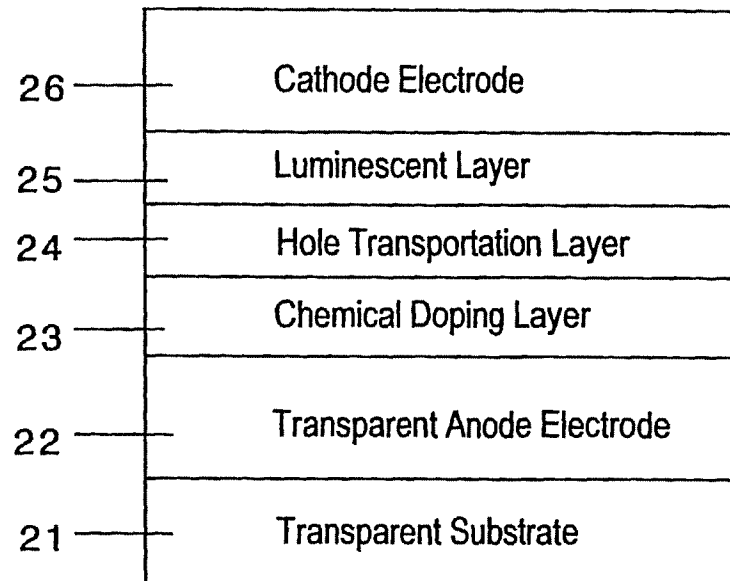 26 Cathode Electrode
25 Luminescent Layer
24 Hole Transportation Layer
23 Chemical Doping Layer
22 Transparent Anode Electrode
21 Transparent Substrate